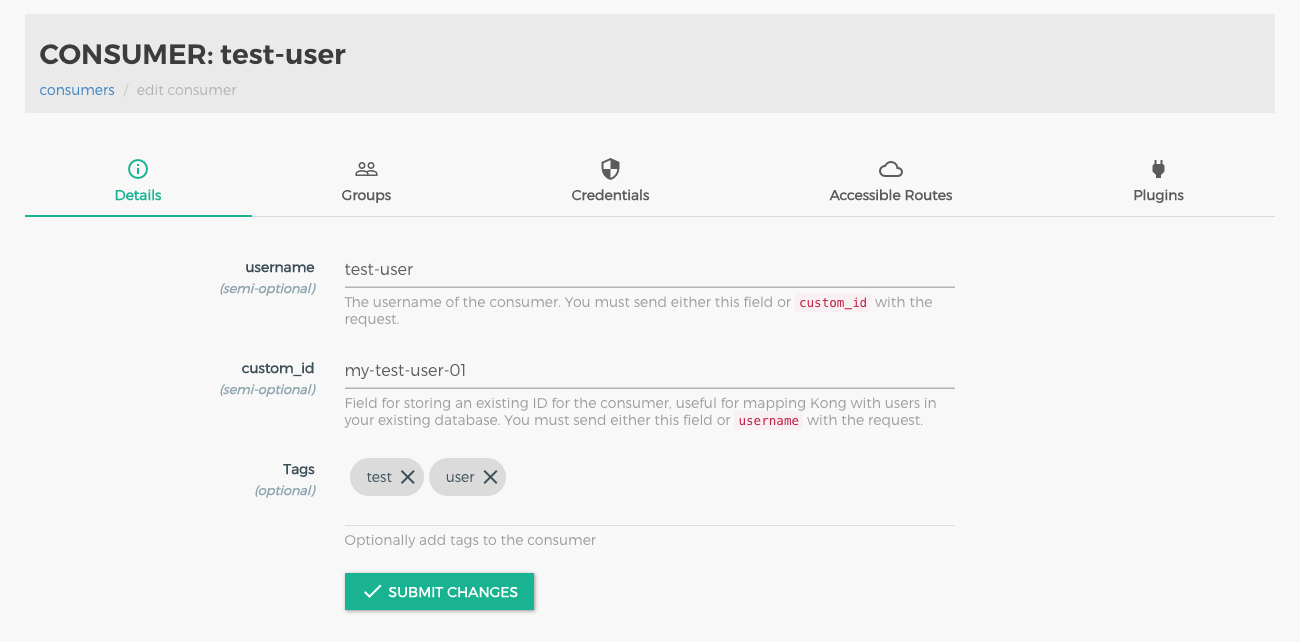 CONSUMER: test-user
consumers / edit consumer
Details Groups Credentials Accessible Routes Plugins
username test-user
(semi-optional)
The username of the consumer. You must send either this field or custom_id with the
request.
custom_id my-test-user-01
(semi-optional)
Field for storing an existing ID for the consumer, useful for mapping Kong with users in
your existing database. You must send either this field or username with the request.
Tags test user
(optional)
Optionally add tags to the consumer
SUBMIT CHANGES